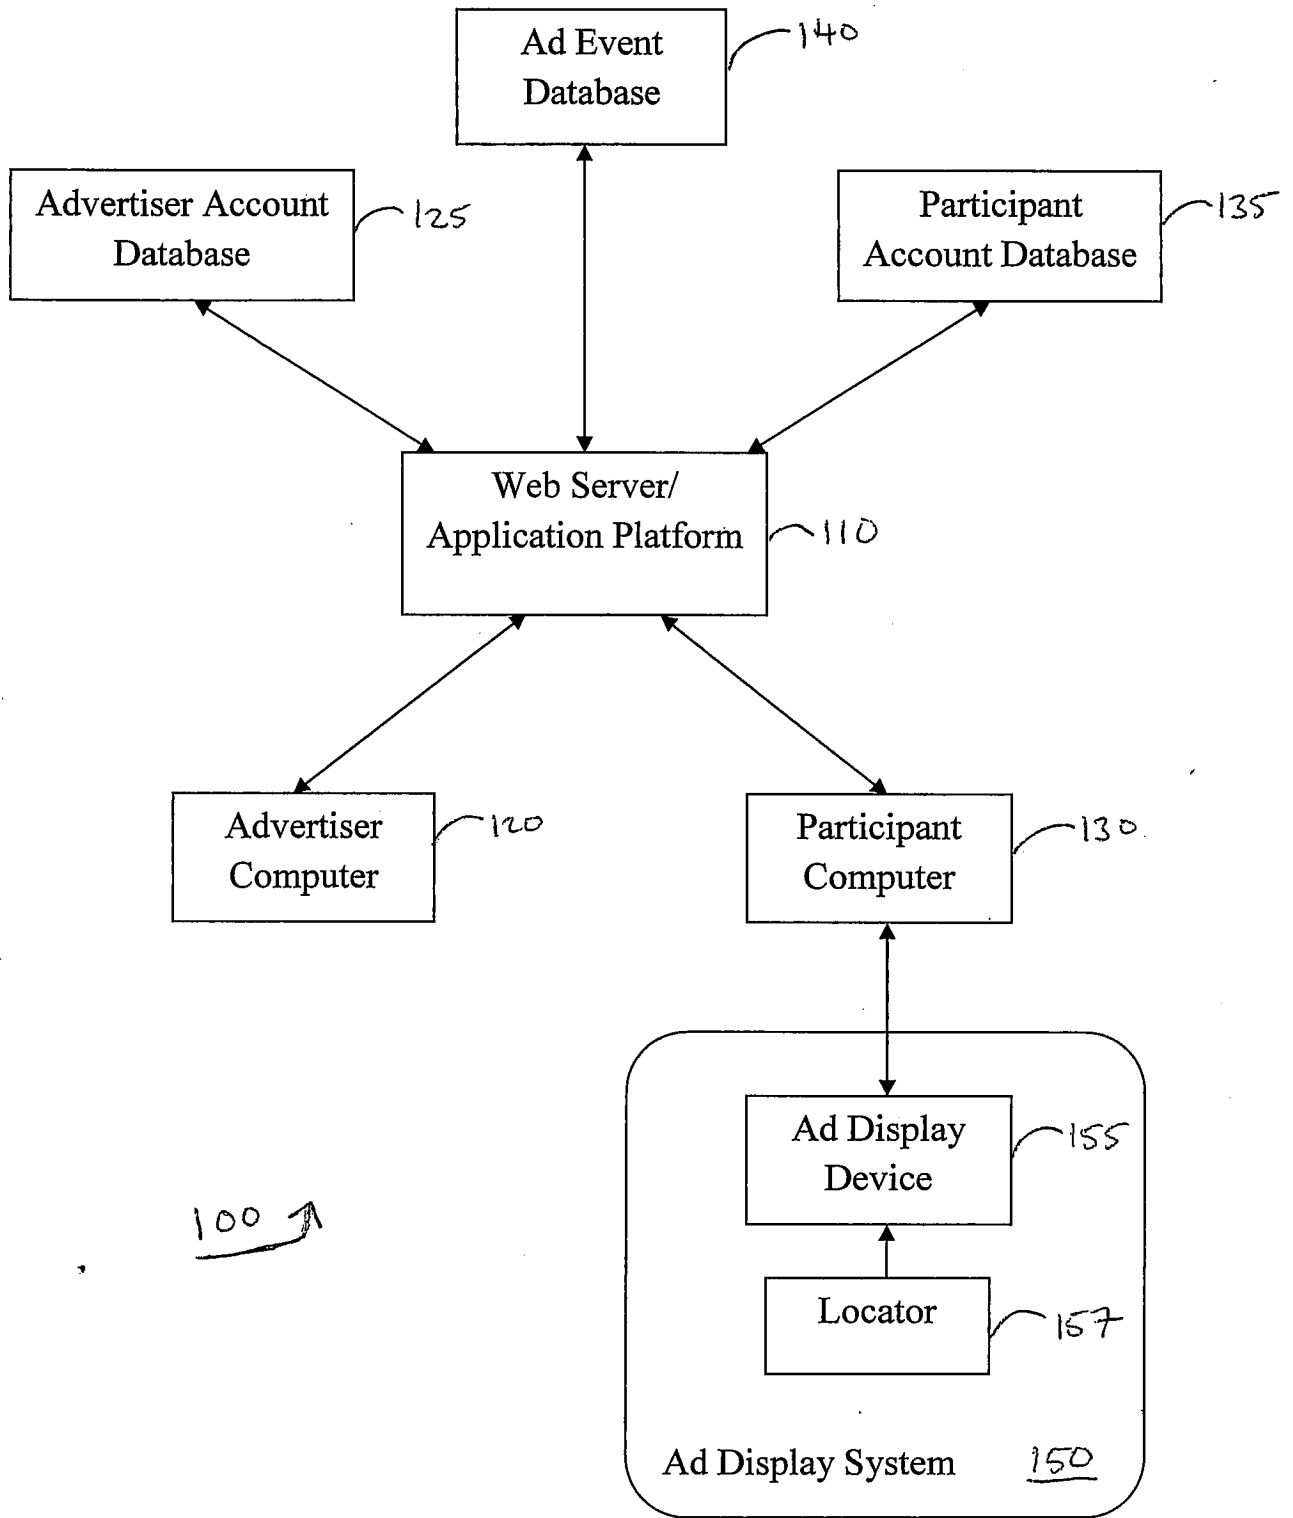 Ad Event
Database
140
Advertiser Account
Database
125
Participant
Account Database
135
Web Server/
Application Platform
110
Advertiser
Computer
120
Participant
Computer
130
Ad Display
Device
155
100
Locator
157
Ad Display System
150